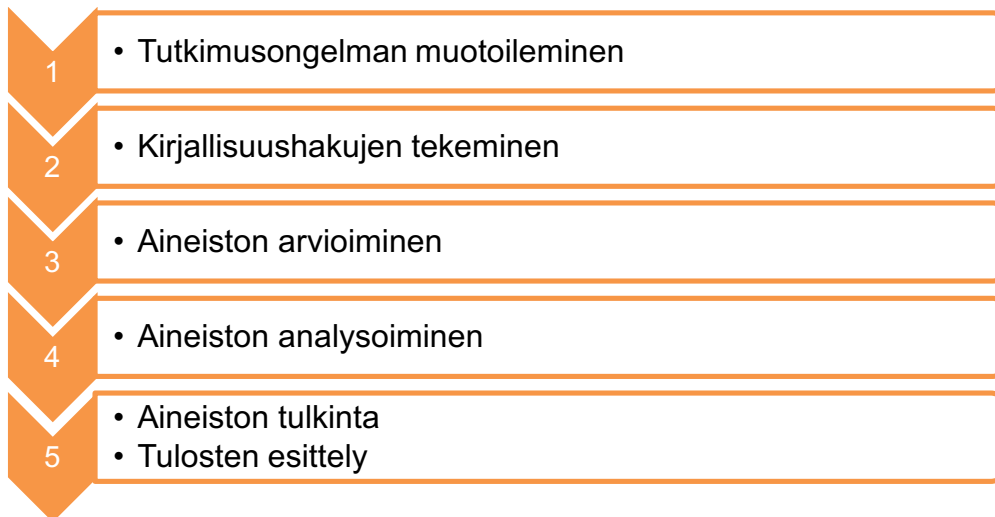 1
• Tutkimusongelman muotoileminen
2
• Kirjallisuushakujen tekeminen
3
• Aineiston arvioiminen
4
• Aineiston analysoiminen
5
• Aineiston tulkinta
• Tulosten esittely